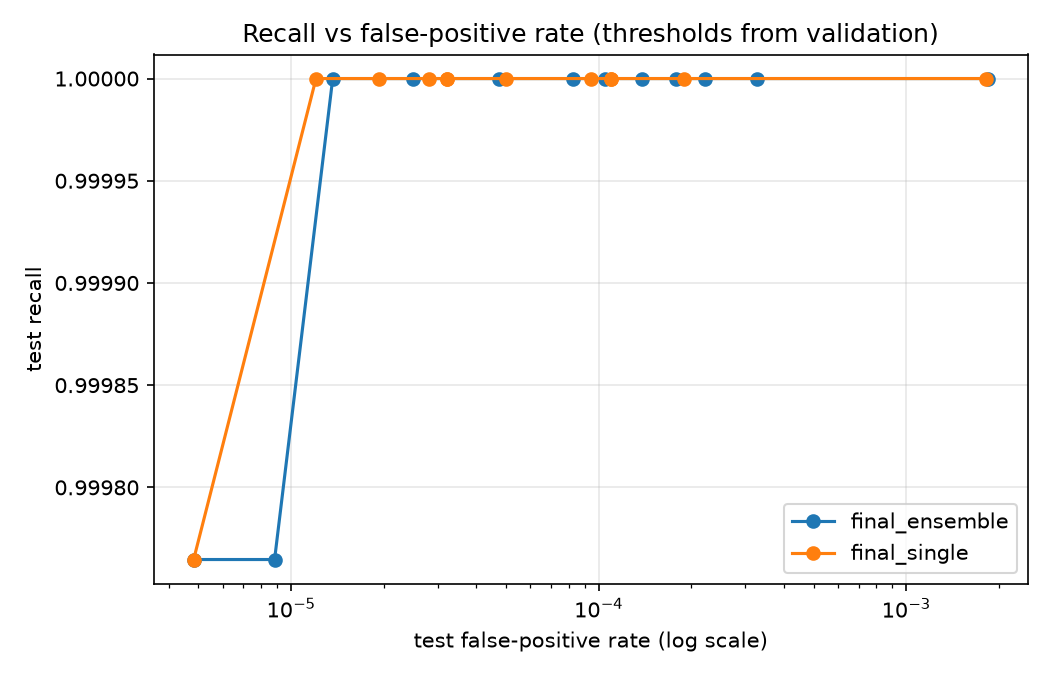 Recall vs false-positive rate (thresholds from validation)
test recall
1.00000
0.99995
0.99990
0.99985
0.99980
10⁻⁵
10⁻⁴
10⁻³
test false-positive rate (log scale)
final_ensemble
final_single